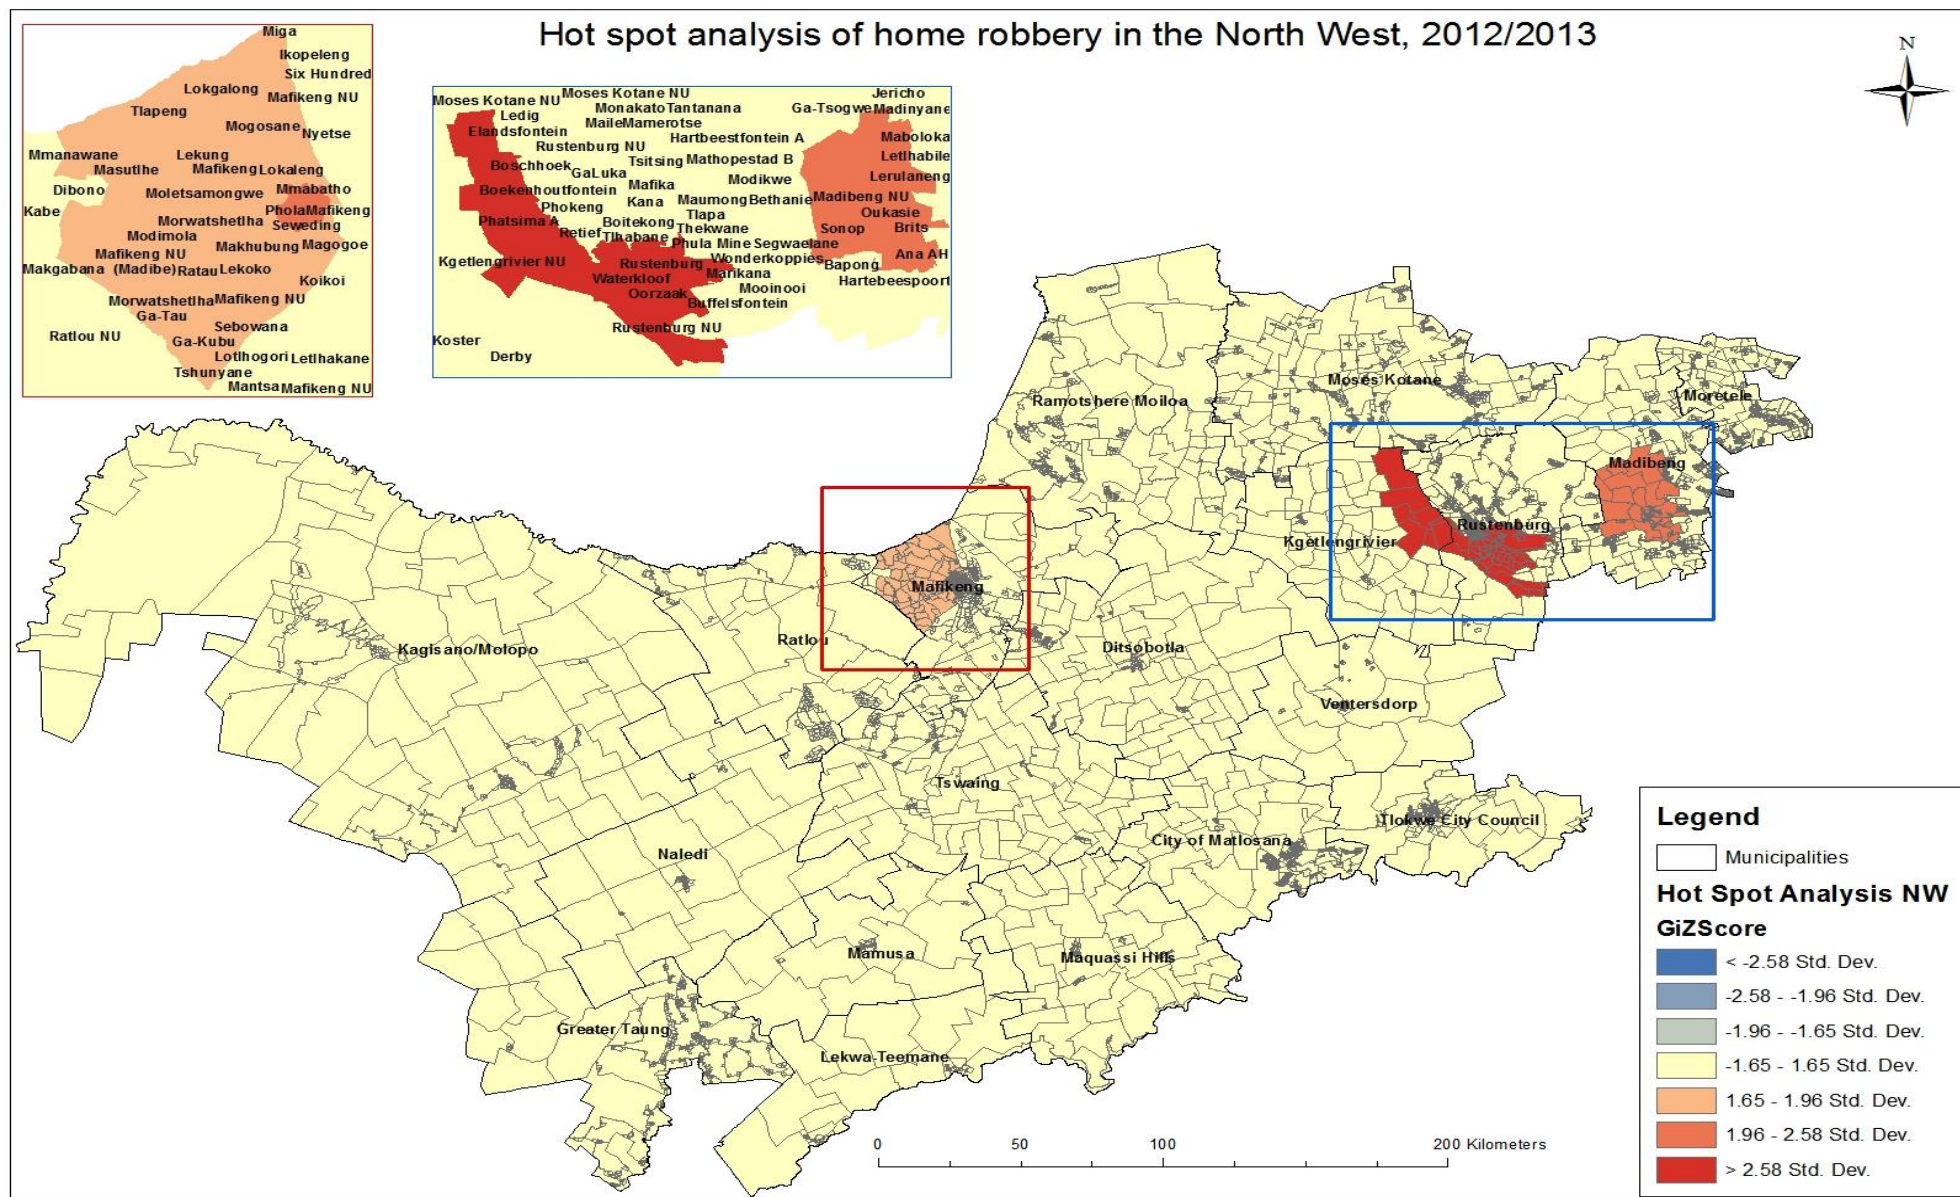 Hot spot analysis of home robbery in the North West, 2012/2013
N
Miga
Ikopeleng
Six Hundred
Lokgalong
Mafikeng NU
Tlapeng
Mogosane
Nyetse
Mmanawane
Lekung
Masutlhe
Mafikeng
Lokaleng
Dibono
Moletsamongwe
Mmabatho
Kabe
Phola
Mafikeng
Morwatshetlha
Seweding
Modimola
Makhubung
Magogoe
Mafikeng NU
Makgabana
(Madibe)
Ratau
Lekoko
Koikoi
Morwatshetlha
Mafikeng NU
Ga-Tau
Sebowana
Ratlou NU
Ga-Kubu
Lotlhogori
Letlhakane
Tshunyane
Mantsa
Mafikeng NU
Moses Kotane NU
Moses Kotane NU
Jericho
Ledig
Monakato
Tantanana
Ga-Tsogwe
Madinyane
Elandsfontein
Maile
Mamerotse
Hartbeestfontein A
Maboloka
Rustenburg NU
Letlhabile
Boschhoek
Tsitsing
Mathopestad B
GaLuka
Modikwe
Lerulaneng
Boekenhoutfontein
Mafika
Phokeng
Kana
Maumong
Bethanie
Madibeng NU
Tlapa
Oukasie
Phatsima A
Boitekong
Thekwane
Sonop
Brits
Retief
Tlhabane
Phula Mine
Segwaelane
Kgetlengrivier NU
Rustenburg
Wonderkoppies
Bapong
Ana AH
Waterkloof
Marikana
Hartebeespoort
Oorzaak
Mooinooi
Buffelsfontein
Rustenburg NU
Koster
Derby
Moses Kotane
Ramotshere Moiloa
Moretele
Madibeng
Rustenburg
Kgetlengrivier
Mafikeng
Ratlou
Kagisano/Molopo
Ditsobotla
Ventersdorp
Tswaing
Tlokwe City Council
City of Matlosana
Naledi
Mamusa
Maquassi Hills
Greater Taung
Lekwa-Teemane
0 50 100 200 Kilometers
Legend
Municipalities
Hot Spot Analysis NW
GiZScore
< -2.58 Std. Dev.
-2.58 - -1.96 Std. Dev.
-1.96 - -1.65 Std. Dev.
-1.65 - 1.65 Std. Dev.
1.65 - 1.96 Std. Dev.
1.96 - 2.58 Std. Dev.
> 2.58 Std. Dev.